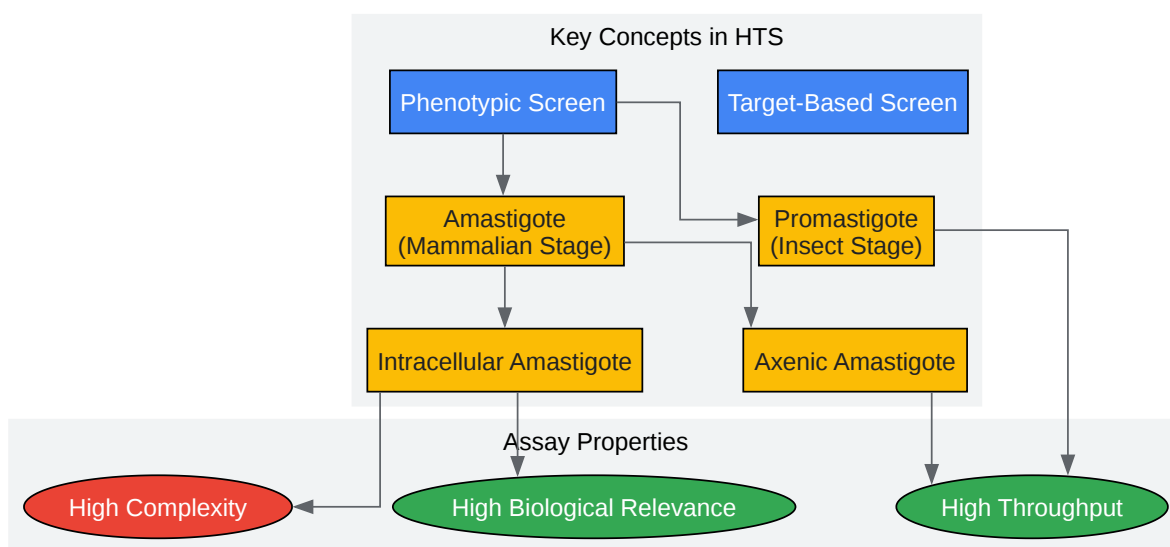 Key Concepts in HTS
Phenotypic Screen
Target-Based Screen
Amastigote
(Mammalian Stage)
Promastigote
(Insect Stage)
Intracellular Amastigote
Axenic Amastigote
Assay Properties
High Complexity
High Biological Relevance
High Throughput